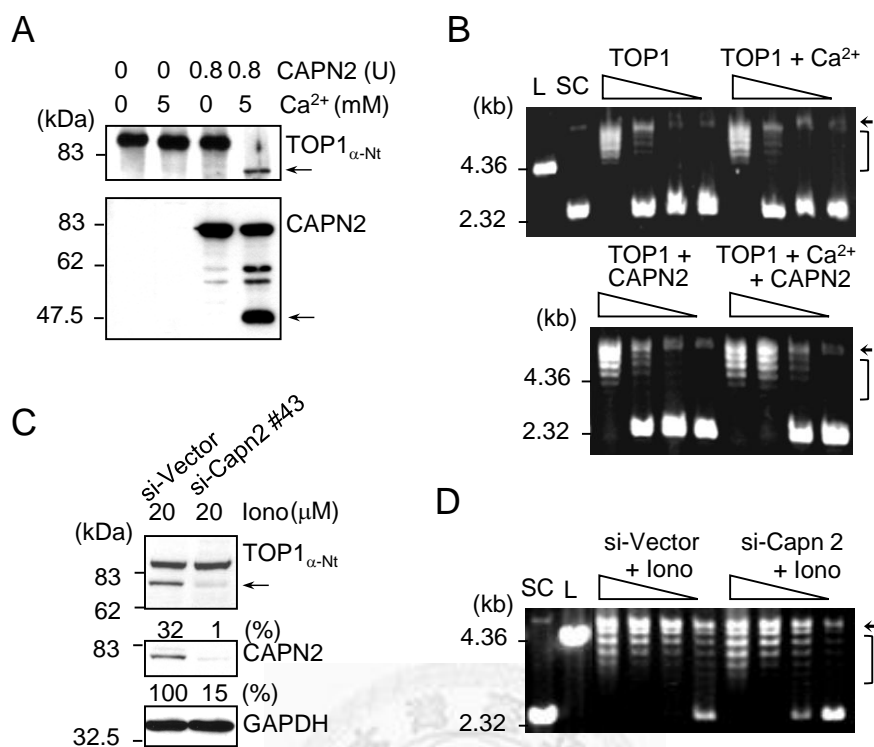 A
0 0 0.8 0.8 CAPN2 (U)
0 5 0 5 Ca2+ (mM)
(kDa)
83
TOP1α-Nt
83
62
47.5
CAPN2
B
TOP1 TOP1 + Ca2+
L SC
(kb)
4.36
2.32
TOP1 + CAPN2
TOP1 + Ca2+ + CAPN2
(kb)
4.36
2.32
C
si-Vector
si-Capn2 #43
20 20 Iono (μM)
(kDa)
83
62
TOP1α-Nt
32 1 (%)
83
CAPN2
100 15 (%)
32.5
GAPDH
D
si-Vector + Iono
si-Capn 2 + Iono
SC L
(kb)
4.36
2.32